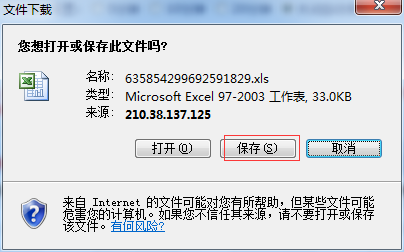 文件下载
您想打开或保存此文件吗?
名称: 635854299692591829.xls
类型: Microsoft Excel 97-2003 工作表, 33.0KB
来源: 210.38.137.125
打开(O) 保存(S) 取消
来自 Internet 的文件可能对您有所帮助,但某些文件可能
危害您的计算机。如果您不信任其来源,请不要打开或保存
该文件。有何风险?